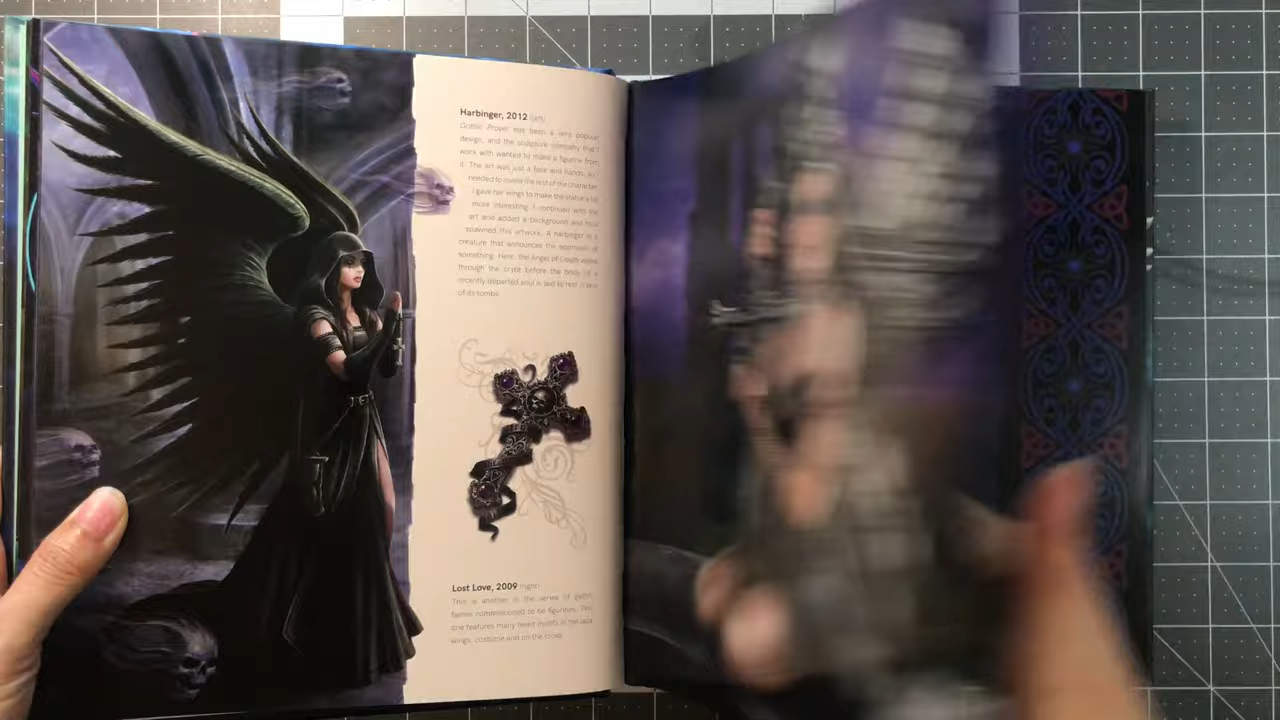 Harbinger, 2012 (left)
Gothic Prayer has been a very popular
design, and the sculpture company that I
work with wanted to make a figurine from
it. The art was just a face and hands, so I
needed to invent the rest of the character.
I gave her wings to make the statue a lot
more interesting. I continued with the
art and added a background and thus
spawned this artwork. A harbinger is a
creature that announces the approach of
something. Here, the Angel of Death walks
through the crypt before the body of a
recently departed soul is laid to rest in one
of its tombs.
Lost Love, 2009 (right)
This is another in the series of gothic
femme commissioned to be figurines. This
one features many raven motifs in the
wings, costume and on the cross.